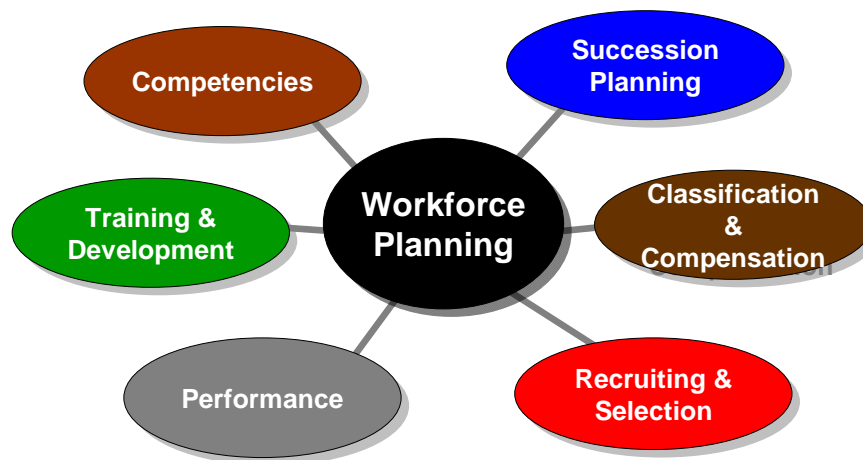 Succession
Planning
Competencies
Workforce
Planning
Classification
&
Compensation
Training &
Development
Performance
Recruiting &
Selection